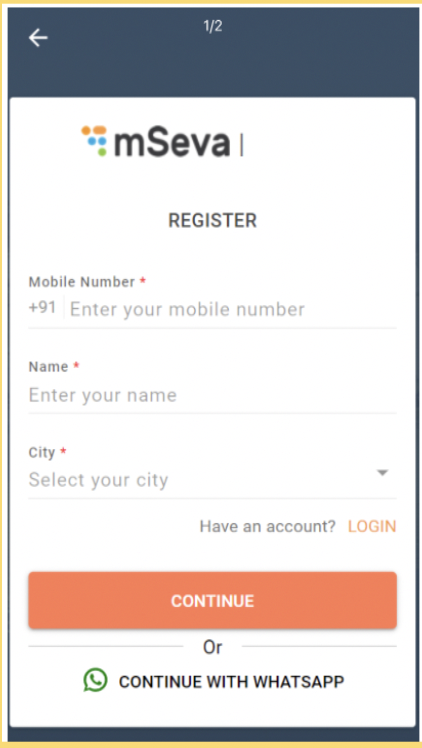 1/2
mSeva |
REGISTER
Mobile Number *
+91 Enter your mobile number
Name *
Enter your name
City *
Select your city
Have an account? LOGIN
CONTINUE
Or
CONTINUE WITH WHATSAPP